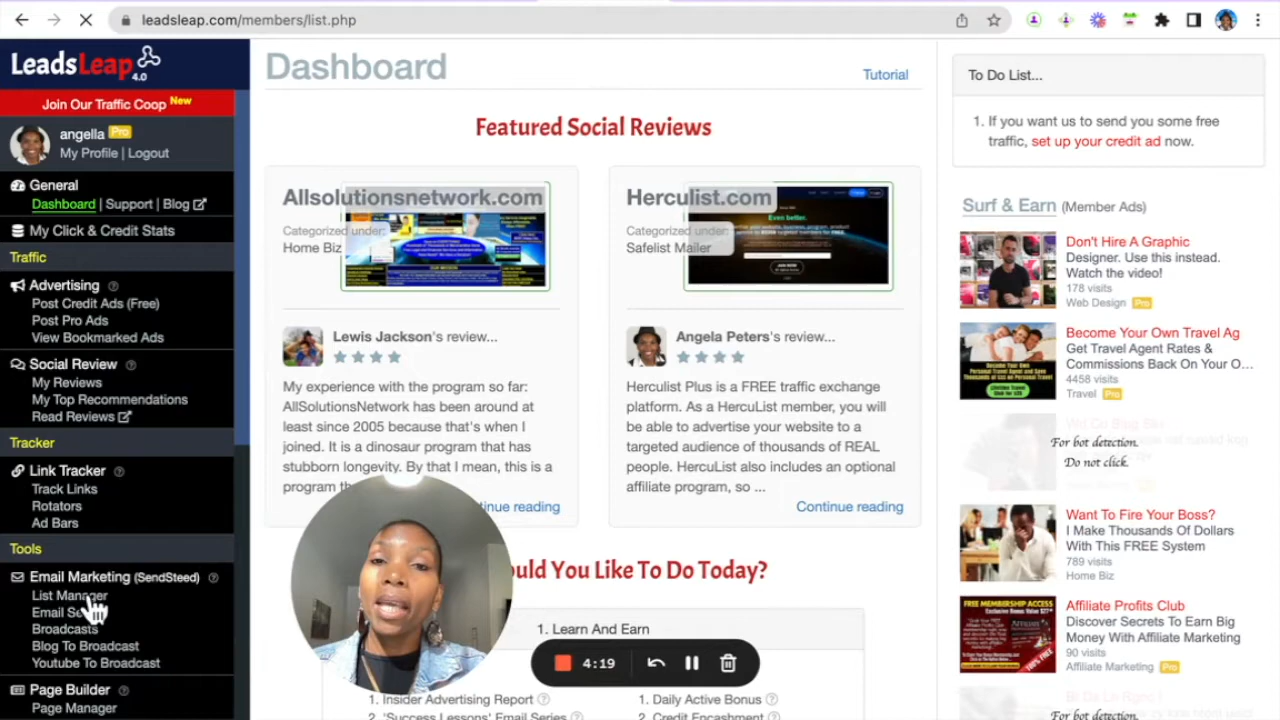 leadsleap.com/members/list.php
LeadsLeap
4.0
Join Our Traffic Coop New
angella Pro
My Profile | Logout
General
Dashboard | Support | Blog
My Click & Credit Stats
Traffic
Advertising
Post Credit Ads (Free)
Post Pro Ads
View Bookmarked Ads
Social Review
My Reviews
My Top Recommendations
Read Reviews
Tracker
Link Tracker
Track Links
Rotators
Ad Bars
Tools
Email Marketing (SendSteed)
List Manager
Email
Broadcasts
Blog To Broadcast
Youtube To Broadcast
Page Builder
Page Manager
Dashboard
Tutorial
Featured Social Reviews
Allsolutionsnetwork.com
Categorized under:
Home Biz
Lewis Jackson's review...
My experience with the program so far:
AllSolutionsNetwork has been around at
least since 2005 because that's when I
joined. It is a dinosaur program that has
stubborn longevity. By that I mean, this is a
program
reading
Herculist.com
Categorized under:
Safelist Mailer
Even better.
Angela Peters's review...
Herculist Plus is a FREE traffic exchange
platform. As a HercuList member, you will
be able to advertise your website to a
targeted audience of thousands of REAL
people. HercuList also includes an optional
affiliate program, so ...
Continue reading
You Like To Do Today?
1. Learn And Earn
4:19
1. Insider Advertising Report
2. 'Success Lessons' Email Series
1. Daily Active Bonus
2. Credit Encashment
To Do List...
1. If you want us to send you some free
traffic, set up your credit ad now.
Surf & Earn (Member Ads)
Don't Hire A Graphic
Designer. Use this instead.
Watch the video!
178 visits
Web Design Pro
Become Your Own Travel Ag
Get Travel Agent Rates &
Commissions Back On Your O...
4458 visits
Travel Pro
For bot detection.
Do not click.
Want To Fire Your Boss?
I Make Thousands Of Dollars
With This FREE System
789 visits
Home Biz
FREE MEMBERSHIP ACCESS
Affiliate Profits Club
Discover Secrets To Earn Big
Money With Affiliate Marketing
90 visits
Affiliate Marketing Pro
For bot detection.